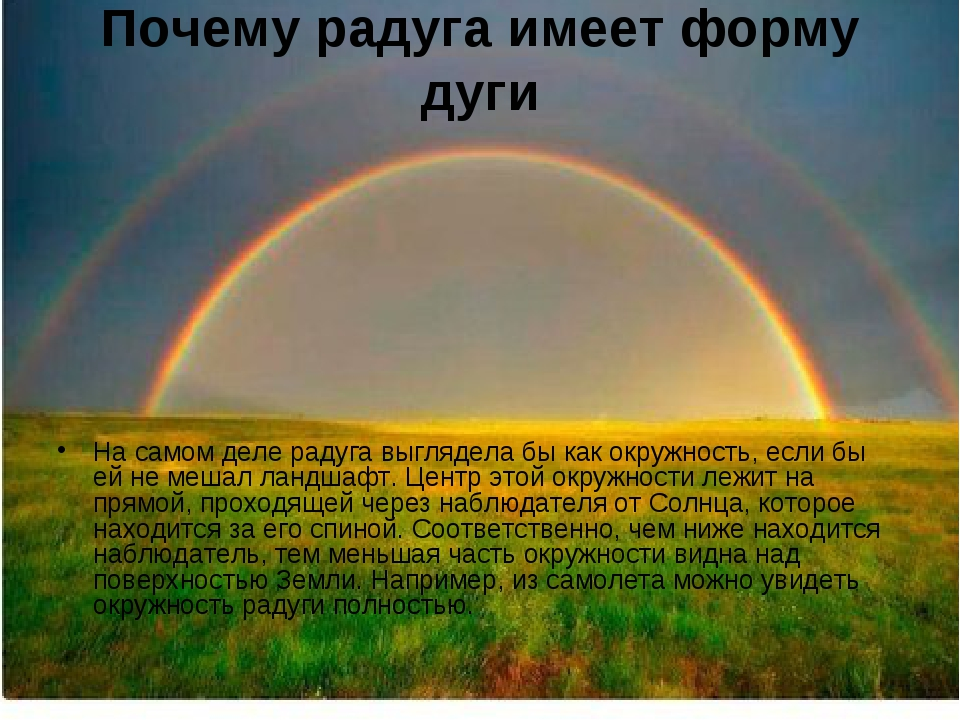 Почему радуга имеет форму
дуги
• На самом деле радуга выглядела бы как окружность, если бы
ей не мешал ландшафт. Центр этой окружности лежит на
прямой, проходящей через наблюдателя от Солнца, которое
находится за его спиной. Соответственно, чем ниже находится
наблюдатель, тем меньшая часть окружности видна над
поверхностью Земли. Например, из самолета можно увидеть
окружность радуги полностью.